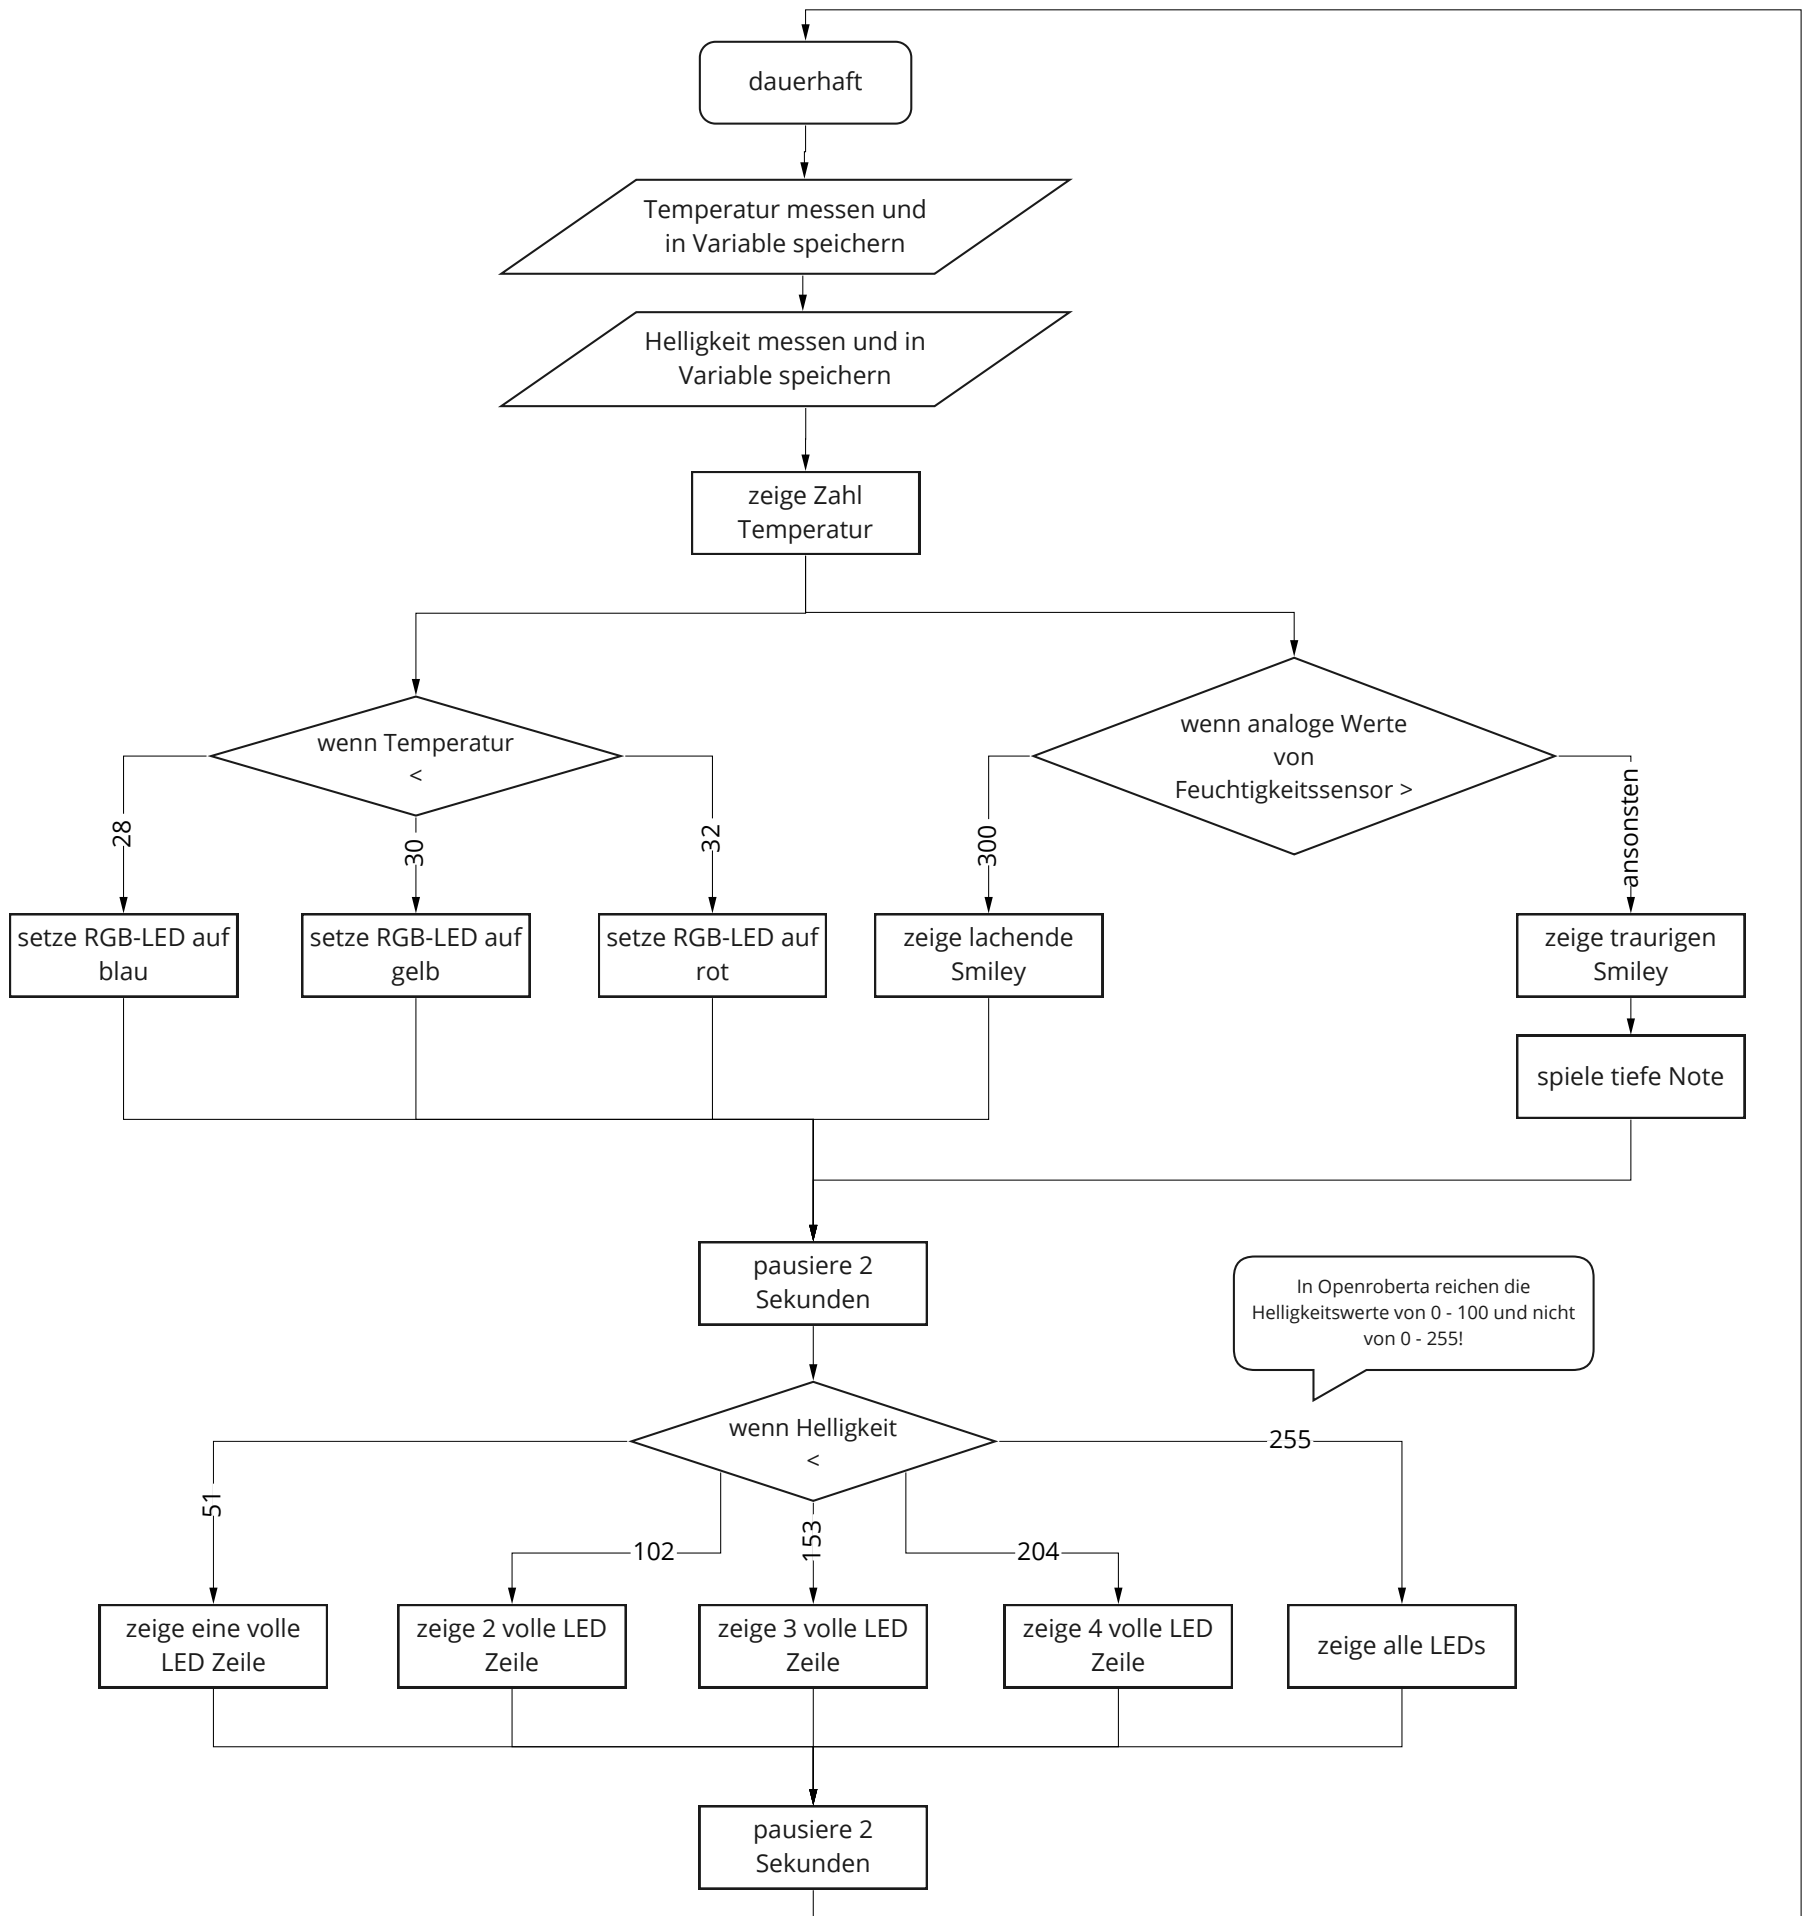 dauerhaft
Temperatur messen und
in Variable speichern
Helligkeit messen und in
Variable speichern
zeige Zahl
Temperatur
wenn Temperatur
<
wenn analoge Werte
von
Feuchtigkeitssensor >
28
30
32
300
ansonsten
setze RGB-LED auf
blau
setze RGB-LED auf
gelb
setze RGB-LED auf
rot
zeige lachende
Smiley
zeige traurigen
Smiley
spiele tiefe Note
pausiere 2
Sekunden
In Openroberta reichen die
Helligkeitswerte von 0 - 100 und nicht
von 0 - 255!
wenn Helligkeit
<
51
102
153
204
255
zeige eine volle
LED Zeile
zeige 2 volle LED
Zeile
zeige 3 volle LED
Zeile
zeige 4 volle LED
Zeile
zeige alle LEDs
pausiere 2
Sekunden